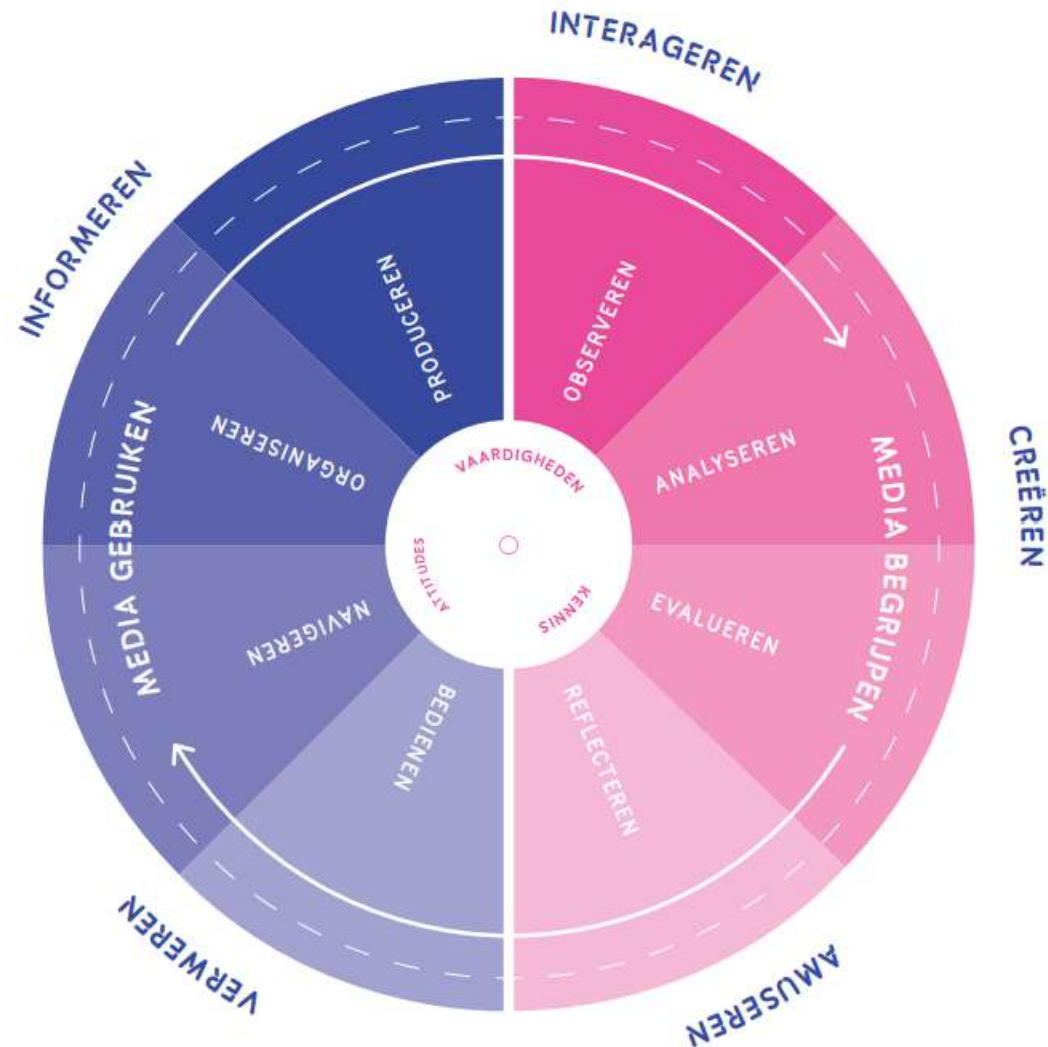 INTERAGEREN
CREËREN
AMUSEREN
VERWEREN
INFORMEREN
MEDIA BEGRIJPEN
OBSERVEREN
ANALYSEREN
EVALUEREN
REFLECTEREN
MEDIA GEBRUIKEN
BEDIENEN
NAVIGEREN
ORGANISEREN
PRODUCEREN
VAARDIGHEDEN
KENNIS
ATTITUDES